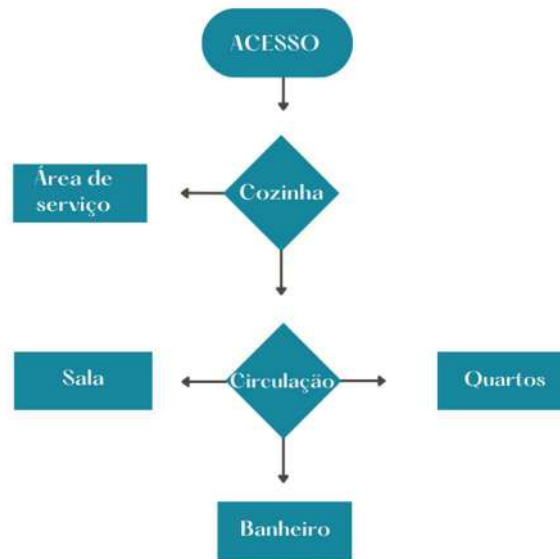 ACESSO
Cozinha
Área de
serviço
Sala
Circulação
Quartos
Banheiro